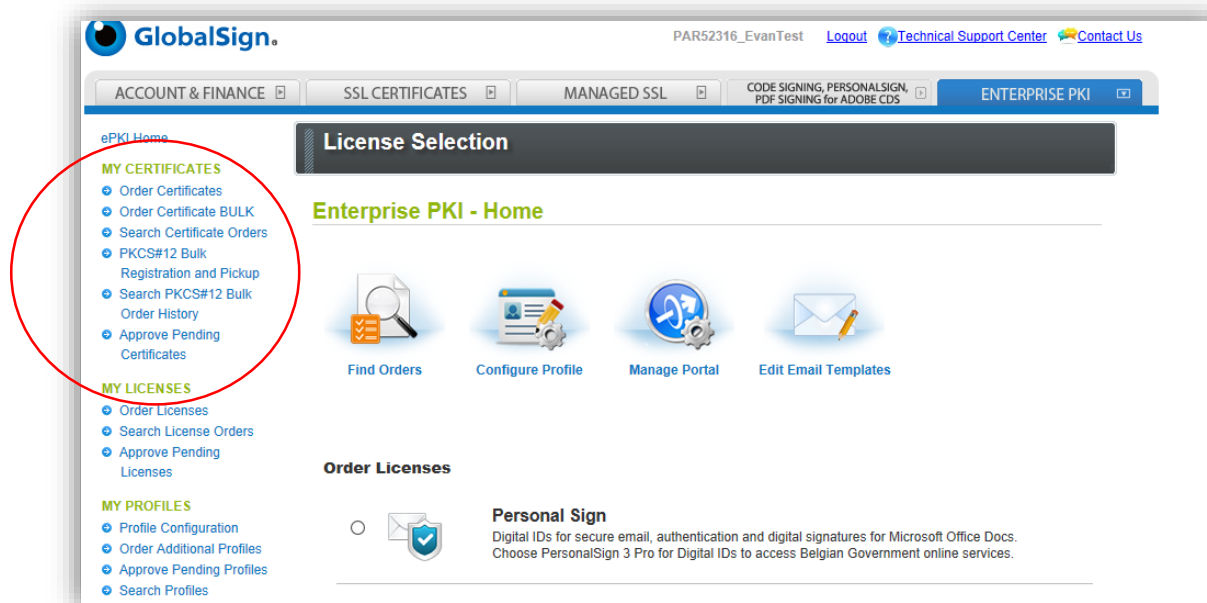 GlobalSign.
PAR52316_EvanTest Logout Technical Support Center Contact Us
ACCOUNT & FINANCE
SSL CERTIFICATES
MANAGED SSL
CODE SIGNING, PERSONALSIGN,
PDF SIGNING for ADOBE CDS
ENTERPRISE PKI
ePKI Home
MY CERTIFICATES
Order Certificates
Order Certificate BULK
Search Certificate Orders
PKCS#12 Bulk
Registration and Pickup
Search PKCS#12 Bulk
Order History
Approve Pending
Certificates
MY LICENSES
Order Licenses
Search License Orders
Approve Pending
Licenses
MY PROFILES
Profile Configuration
Order Additional Profiles
Approve Pending Profiles
Search Profiles
License Selection
Enterprise PKI - Home
Find Orders
Configure Profile
Manage Portal
Edit Email Templates
Order Licenses
Personal Sign
Digital IDs for secure email, authentication and digital signatures for Microsoft Office Docs.
Choose PersonalSign 3 Pro for Digital IDs to access Belgian Government online services.